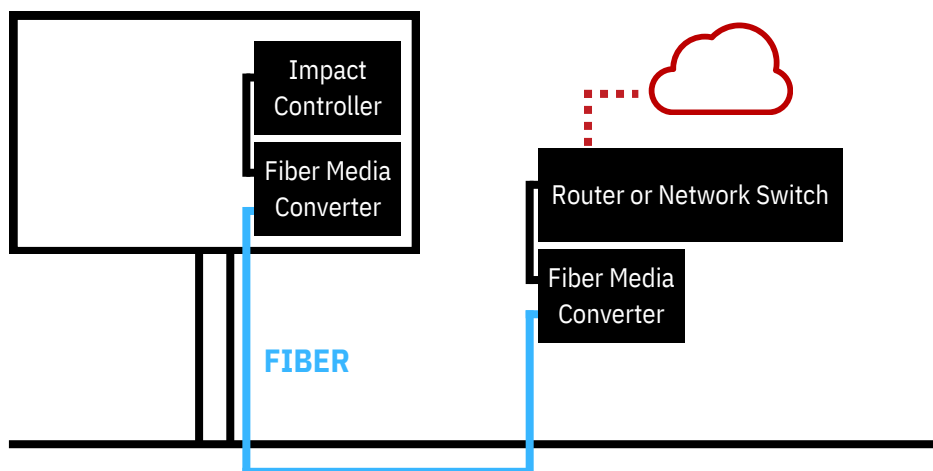 Impact
Controller
Fiber Media
Converter
Router or Network Switch
Fiber Media
Converter
FIBER